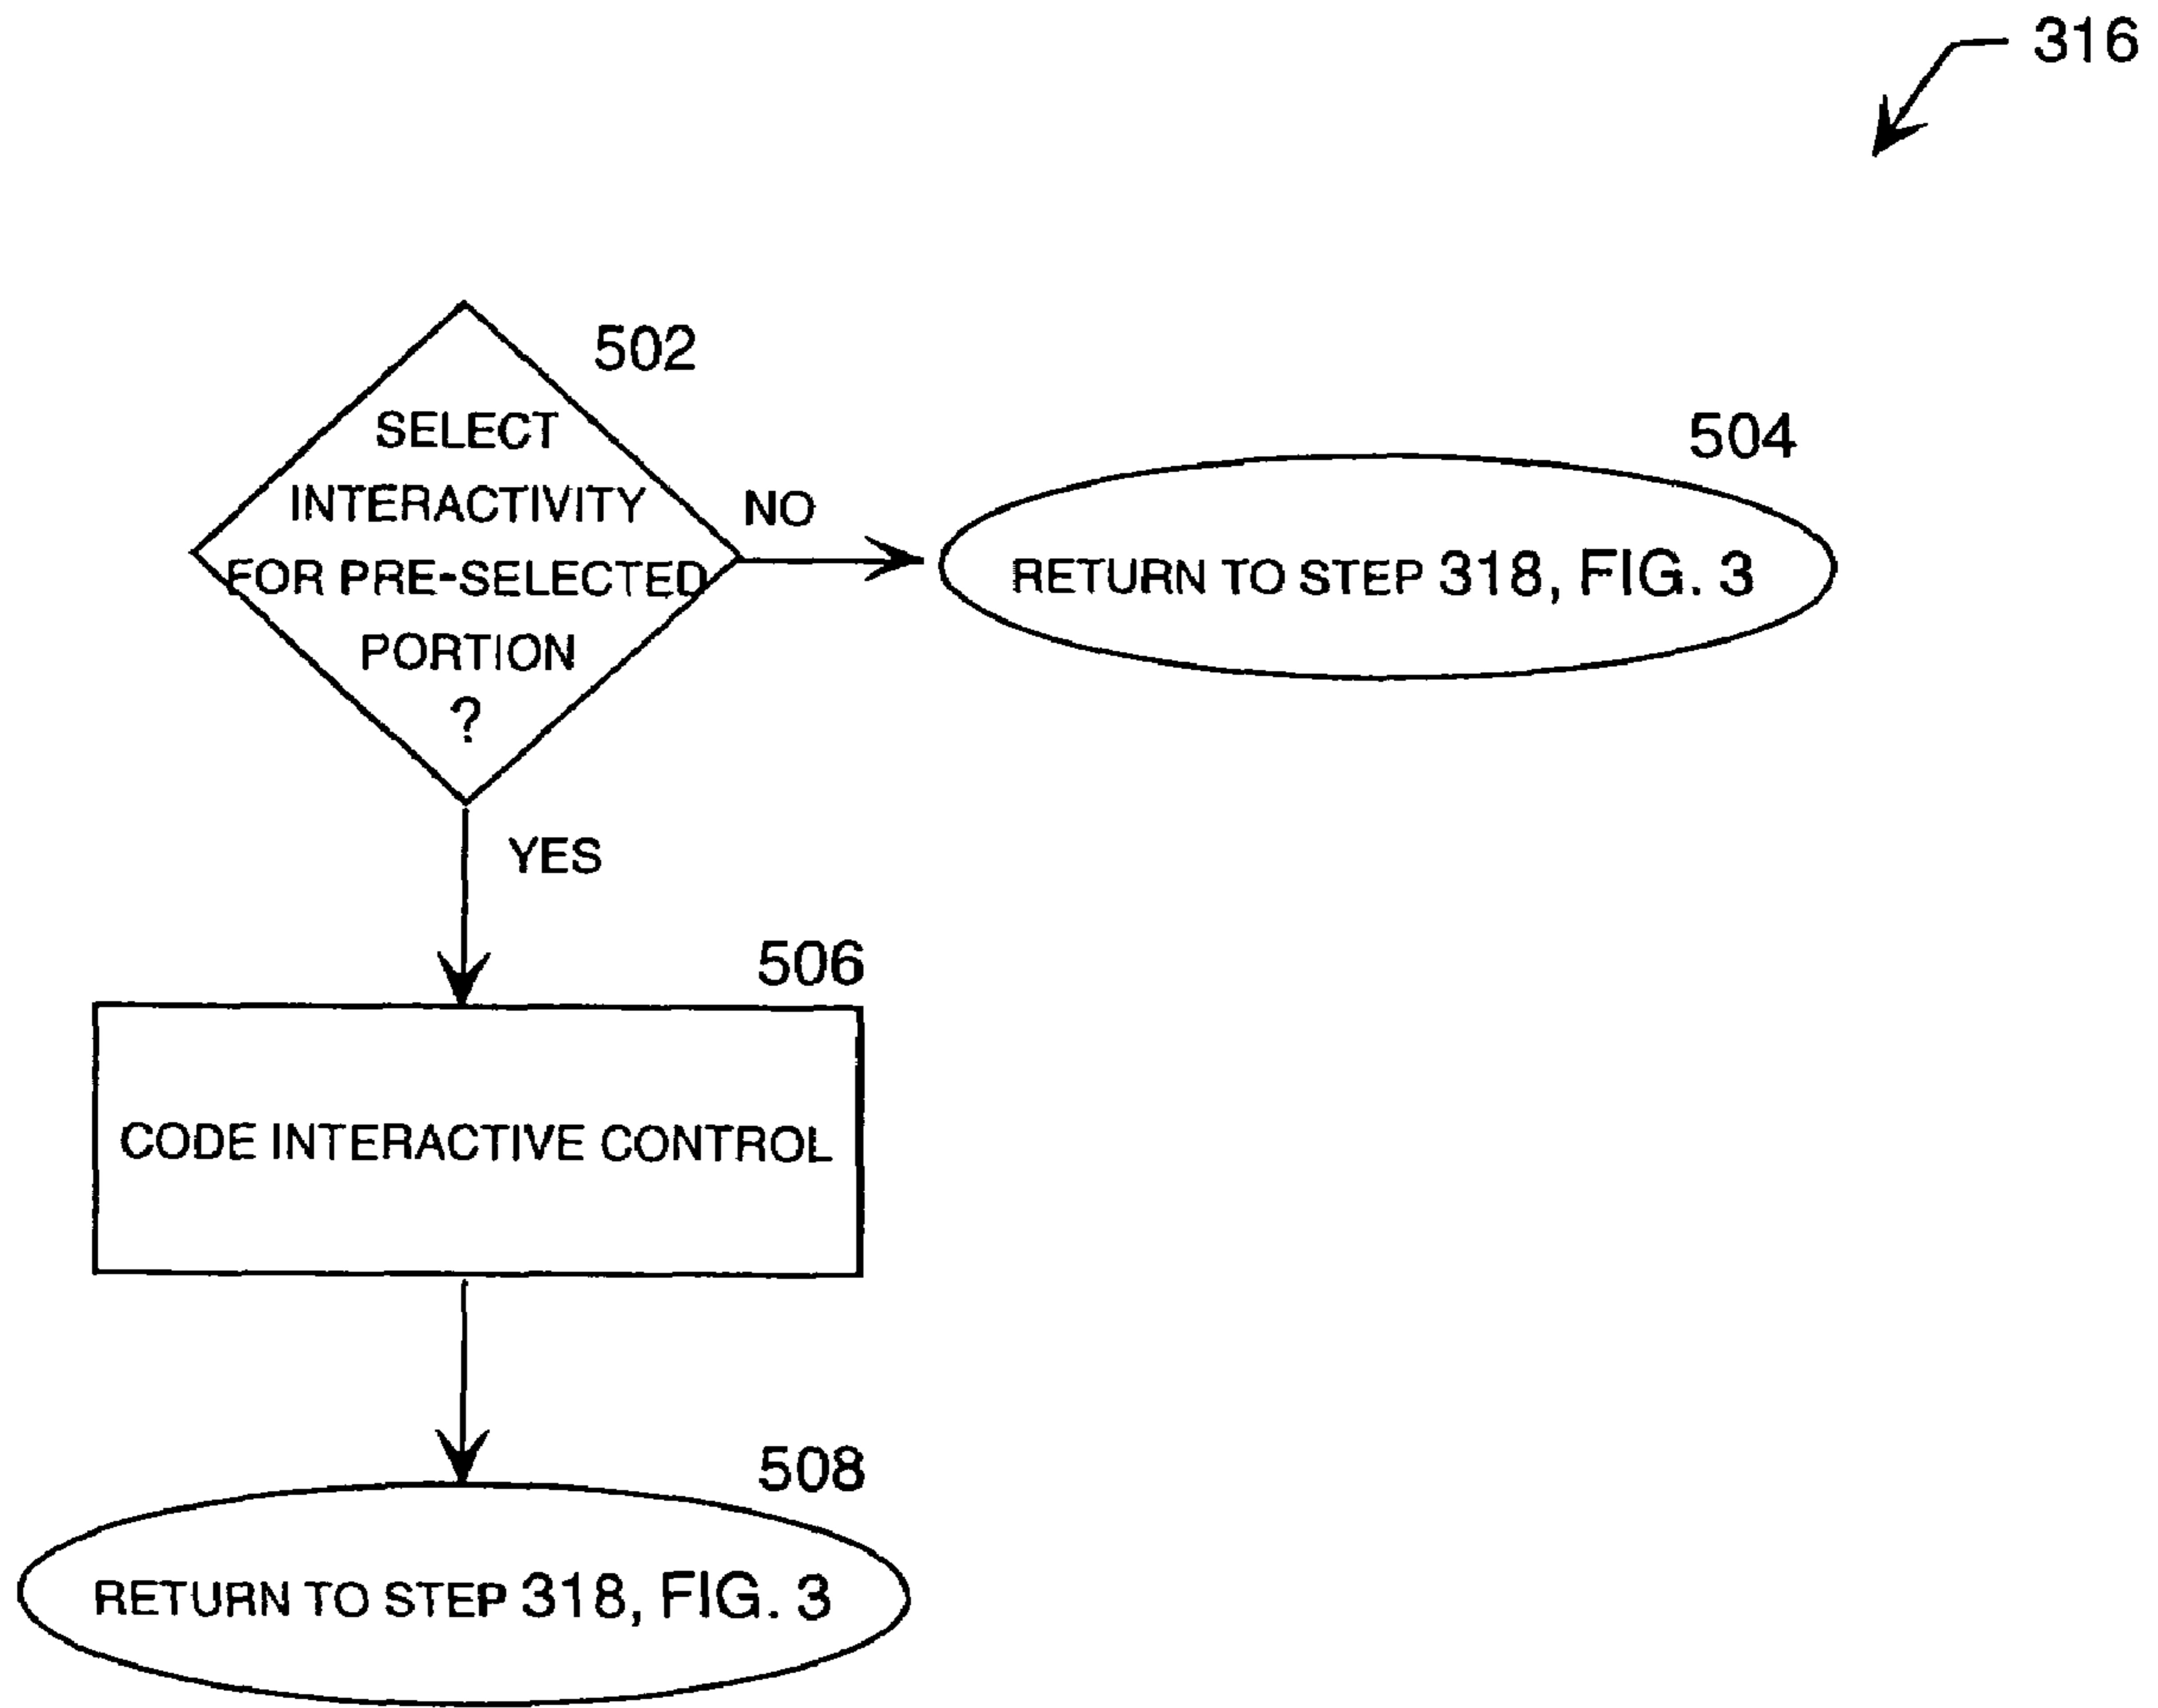 316
502
SELECT
INTERACTIVITY
FOR PRE-SELECTED
PORTION
?
NO
504
RETURN TO STEP 318, FIG. 3
YES
506
CODE INTERACTIVE CONTROL
508
RETURN TO STEP 318, FIG. 3